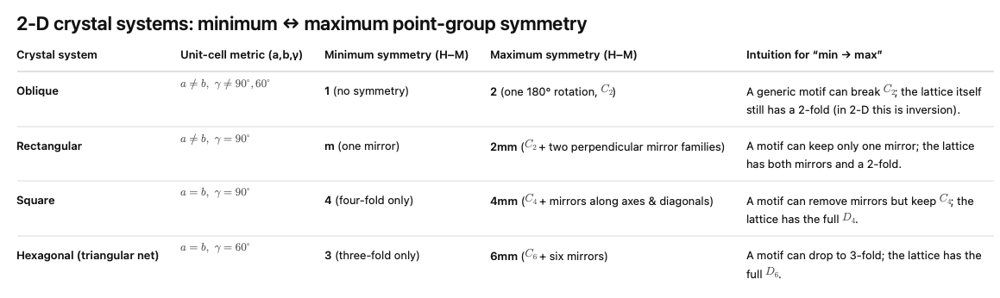 2-D crystal systems: minimum ↔ maximum point-group symmetry
Crystal system Unit-cell metric (a,b,γ) Minimum symmetry (H–M) Maximum symmetry (H–M) Intuition for “min → max”
Oblique a ≠ b, γ ≠ 90°, 60° 1 (no symmetry) 2 (one 180° rotation, C₂) A generic motif can break C₂; the lattice itself
still has a 2-fold (in 2-D this is inversion).
Rectangular a ≠ b, γ = 90° m (one mirror) 2mm (C₂ + two perpendicular mirror families) A motif can keep only one mirror; the lattice
has both mirrors and a 2-fold.
Square a = b, γ = 90° 4 (four-fold only) 4mm (C₄ + mirrors along axes & diagonals) A motif can remove mirrors but keep C₄; the
lattice has the full D₄.
Hexagonal (triangular net) a = b, γ = 60° 3 (three-fold only) 6mm (C₆ + six mirrors) A motif can drop to 3-fold; the lattice has the
full D₆.